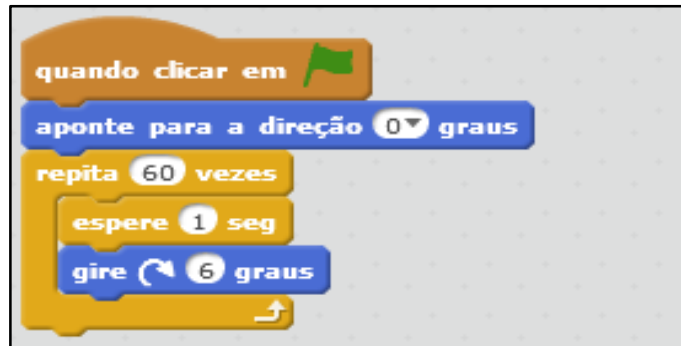 quando clicar em
aponte para a direção 0 graus
repita 60 vezes
espere 1 seg
gire 6 graus